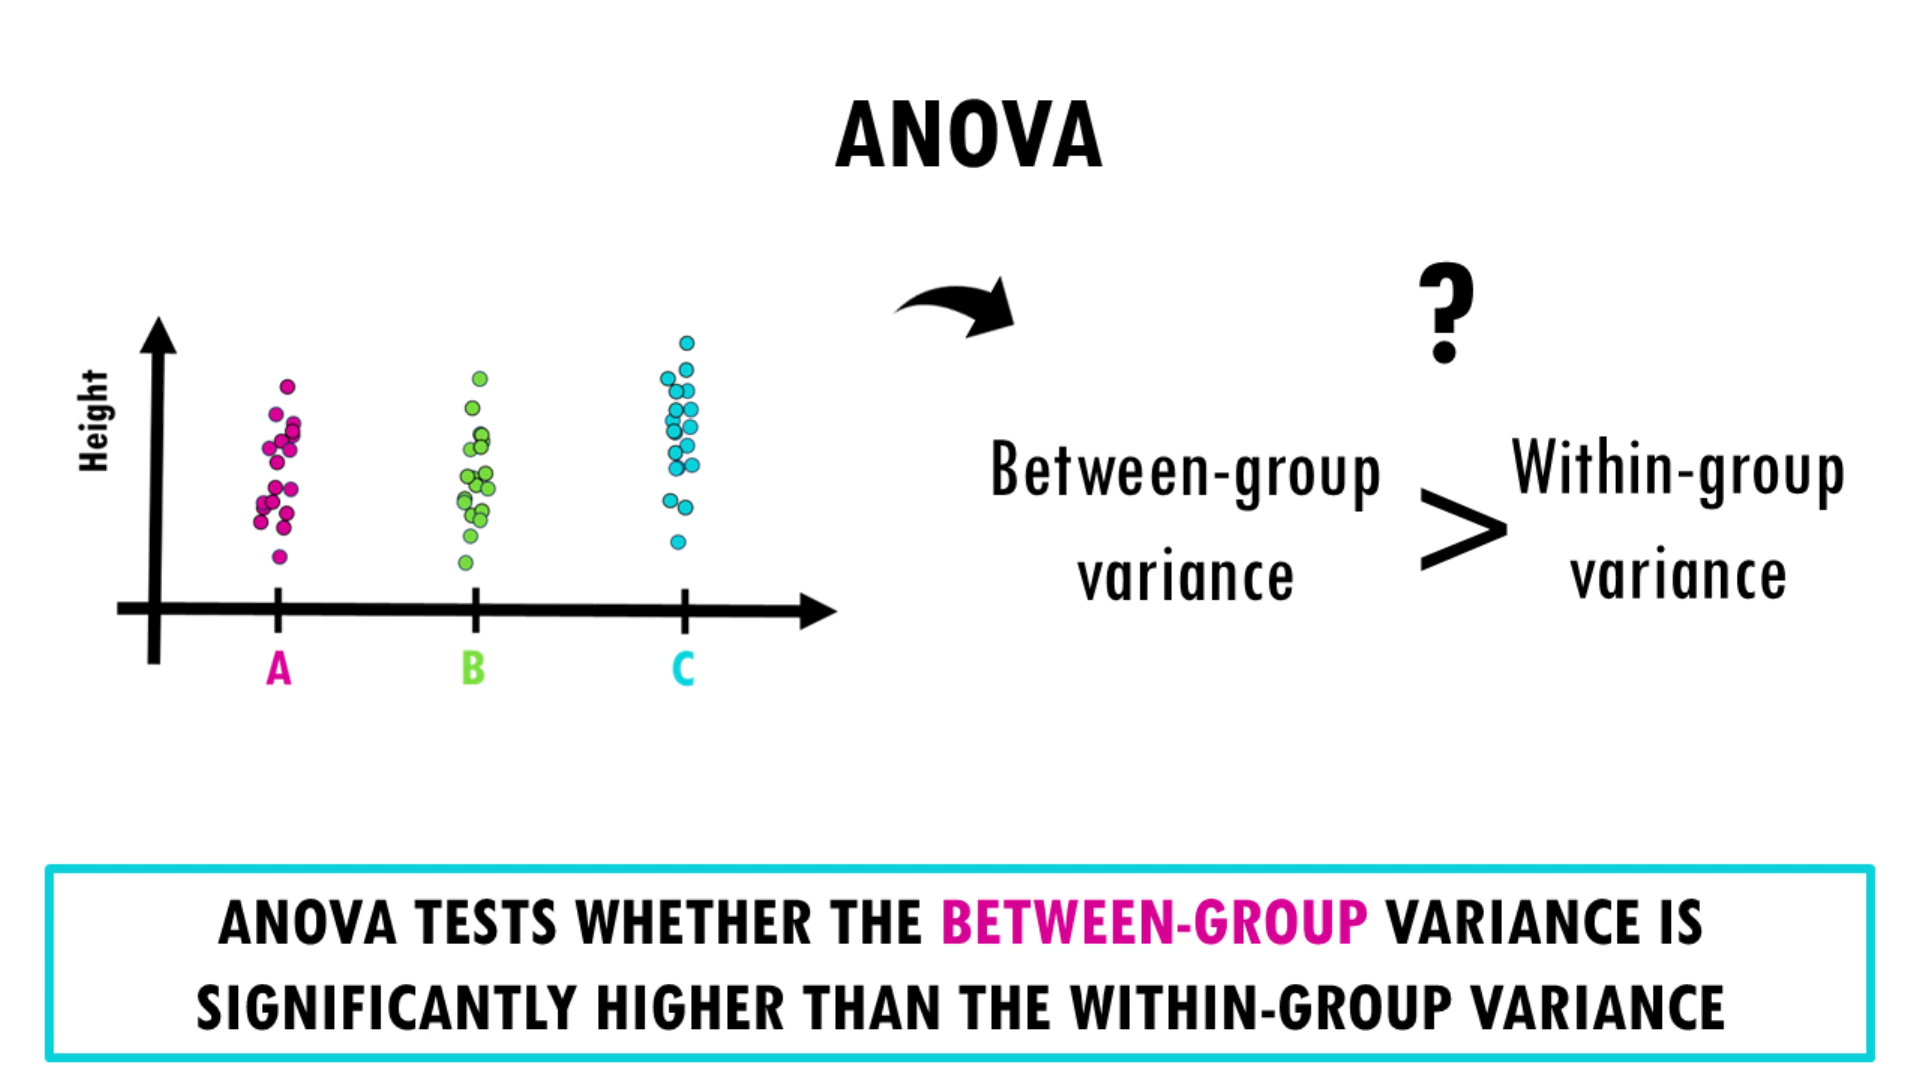 ANOVA
?
Height
Between-group
variance
>
Within-group
variance
A
B
C
ANOVA TESTS WHETHER THE BETWEEN-GROUP VARIANCE IS
SIGNIFICANTLY HIGHER THAN THE WITHIN-GROUP VARIANCE